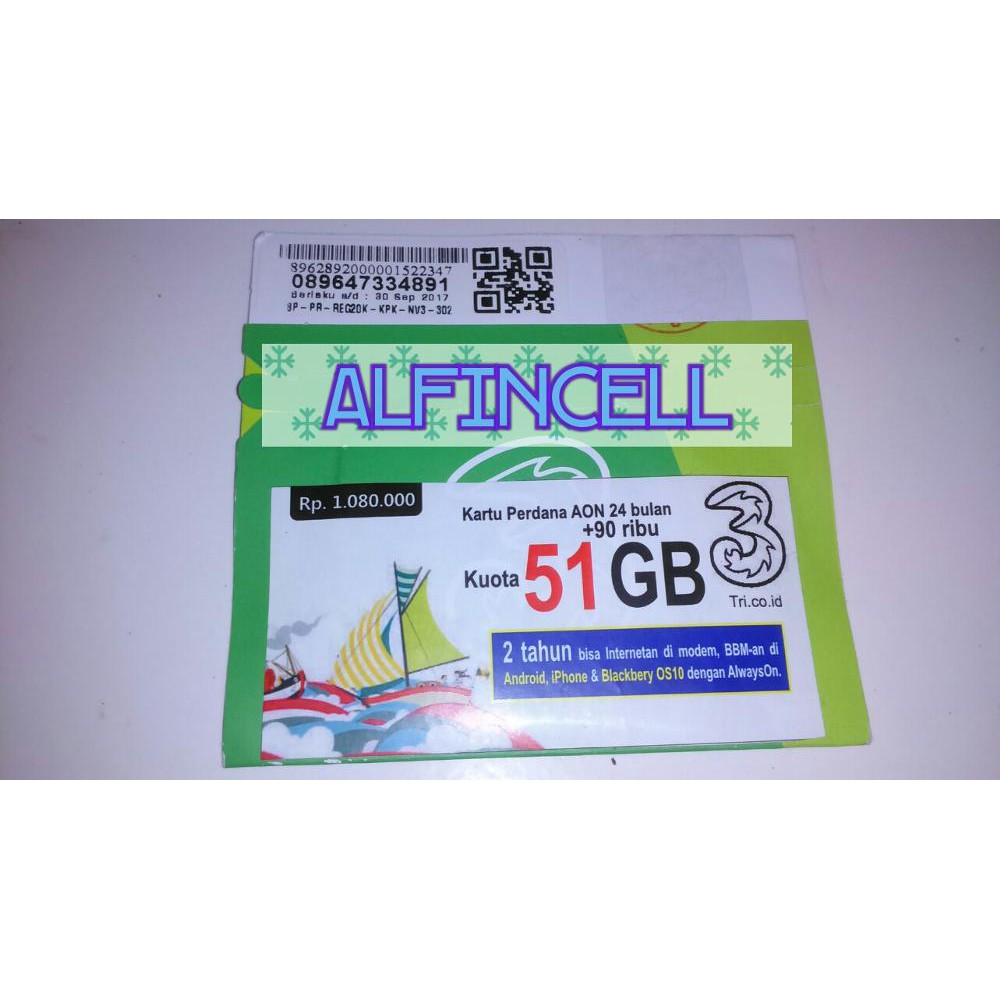 8962892000001522347
089647334891
Berlaku s/d : 30 Sep 2017
SP-PR-REG20K-KPK-NV3-302
ALFINCELL
Rp. 1.080.000
Kartu Perdana AON 24 bulan
+90 ribu
Kuota 51 GB
3
Tri.co.id
2 tahun bisa Internetan di modem, BBM-an di
Android, iPhone & Blackbery OS10 dengan AlwaysOn.